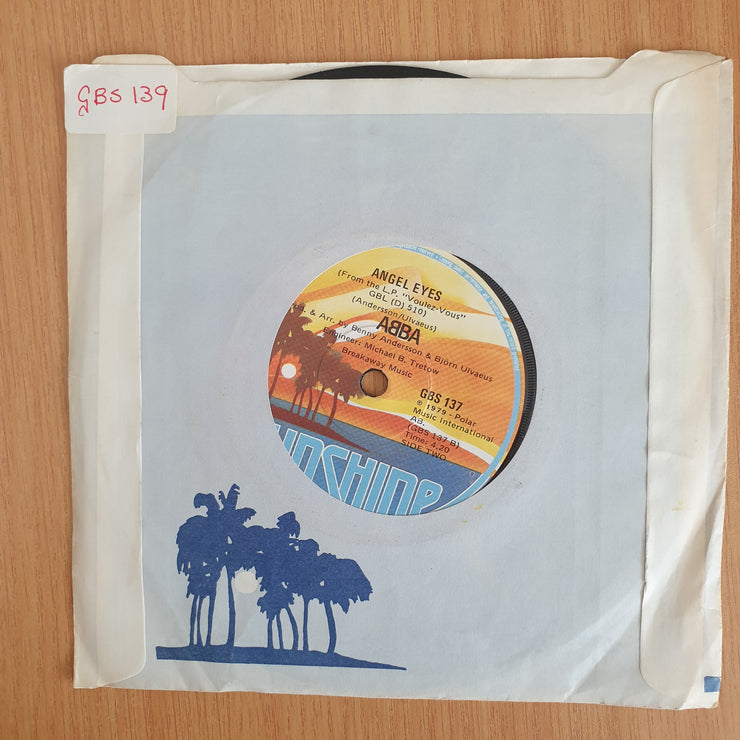 GBS 139
ANGEL EYES
(From the L.P. "Voulez-Vous"
GBL (D) 510)
(Andersson/Ulvaeus)
ABBA
& Arr. by Benny Andersson & Björn Ulvaeus
Engineer: Michael B. Tretow
Breakaway Music
GBS 137
℗ 1979 - Polar
Music International
AB.
(GBS 137-B)
Time: 4.20
SIDE TWO
UNSHINE